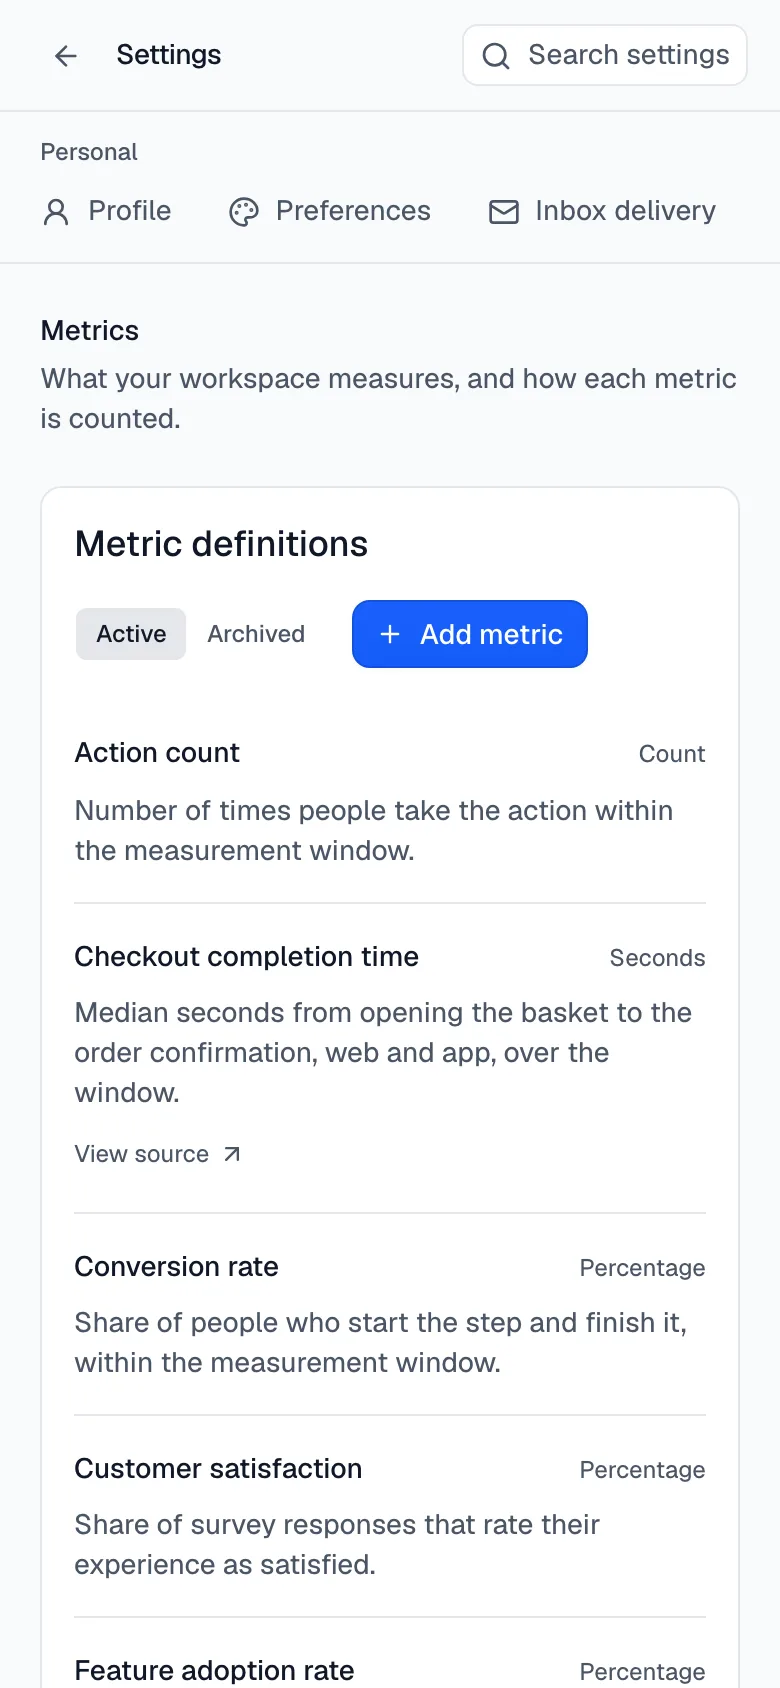 Settings
Search settings
Personal
Profile
Preferences
Inbox delivery
Metrics
What your workspace measures, and how each metric
is counted.
Metric definitions
Active
Archived
+ Add metric
Action count
Count
Number of times people take the action within
the measurement window.
Checkout completion time
Seconds
Median seconds from opening the basket to the
order confirmation, web and app, over the
window.
View source
Conversion rate
Percentage
Share of people who start the step and finish it,
within the measurement window.
Customer satisfaction
Percentage
Share of survey responses that rate their
experience as satisfied.
Feature adoption rate
Percentage